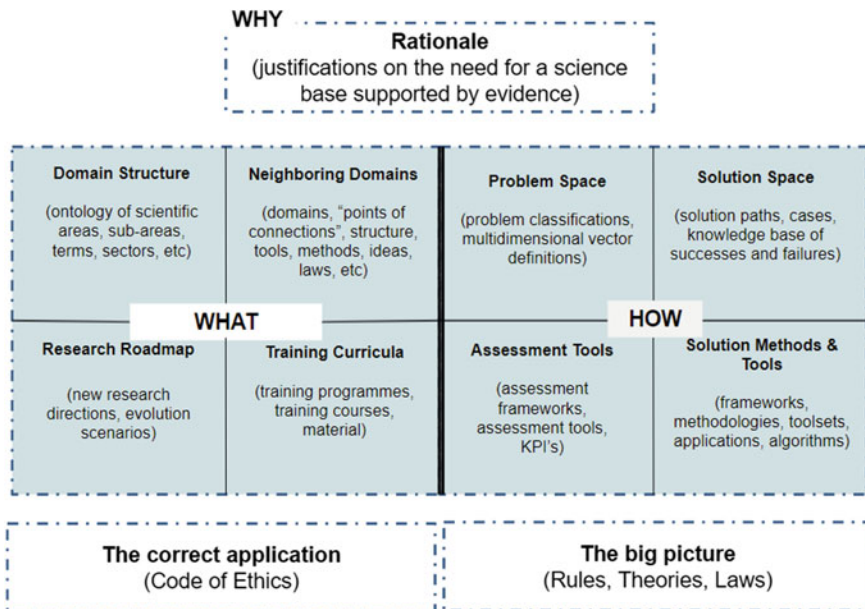 WHY
Rationale
(justifications on the need for a science
base supported by evidence)
Domain Structure
(ontology of scientific
areas, sub-areas,
terms, sectors, etc)
Neighboring Domains
(domains, “points of
connections”, structure,
tools, methods, ideas,
laws, etc)
Problem Space
(problem classifications,
multidimensional vector
definitions)
Solution Space
(solution paths, cases,
knowledge base of
successes and failures)
WHAT
HOW
Research Roadmap
(new research
directions, evolution
scenarios)
Training Curricula
(training programmes,
training courses,
material)
Assessment Tools
(assessment
frameworks,
assessment tools,
KPI's)
Solution Methods &
Tools
(frameworks,
methodologies, toolsets,
applications, algorithms)
The correct application
(Code of Ethics)
The big picture
(Rules, Theories, Laws)